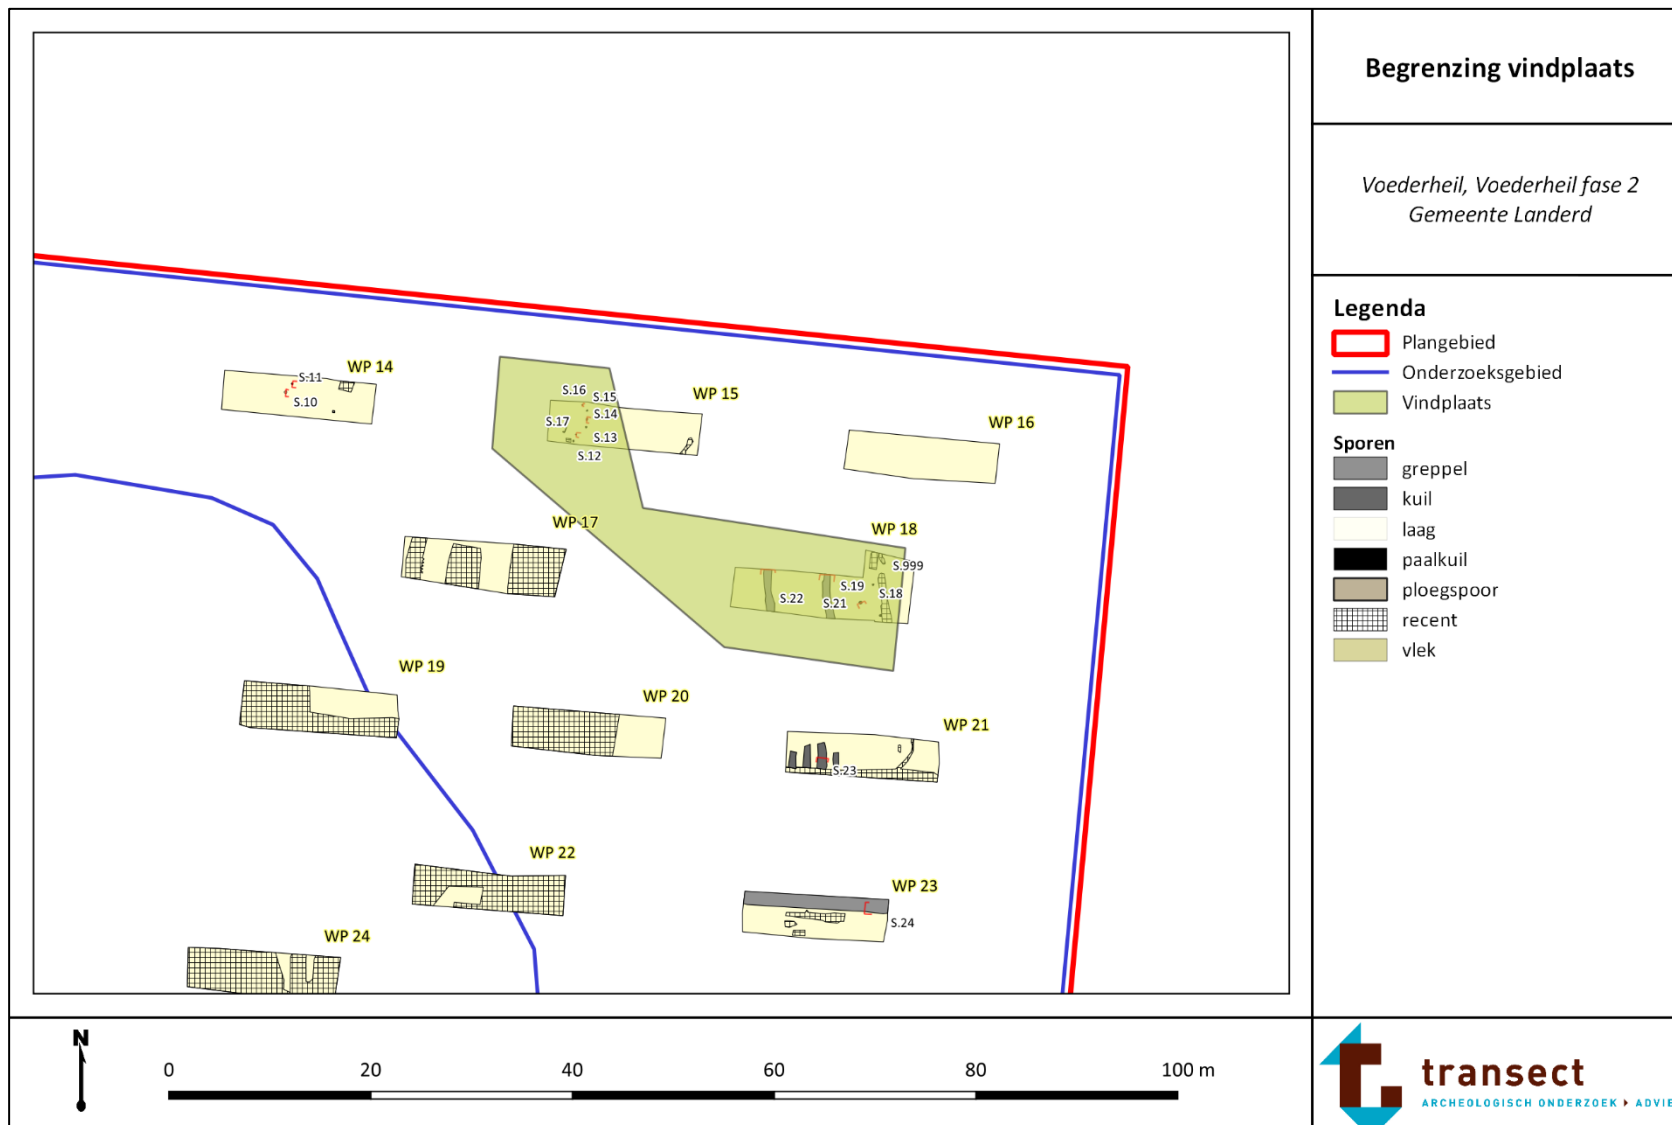 Begrenzing vindplaats
Voederheil, Voederheil fase 2
Gemeente Landerd
Legenda
Plangebied
Onderzoeksgebied
Vindplaats
Sporen
greppel
kuil
laag
paalkuil
ploegspoor
recent
vlek
WP 14
S.11
S.10
WP 15
S.16
S.15
S.14
S.17
S.13
S.12
WP 16
WP 17
WP 18
S.999
S.19
S.18
S.22
S.21
WP 19
WP 20
WP 21
S.23
WP 22
WP 23
S.24
WP 24
N
0 20 40 60 80 100 m
transect
ARCHEOLOGISCH ONDERZOEK ▸ ADVIE